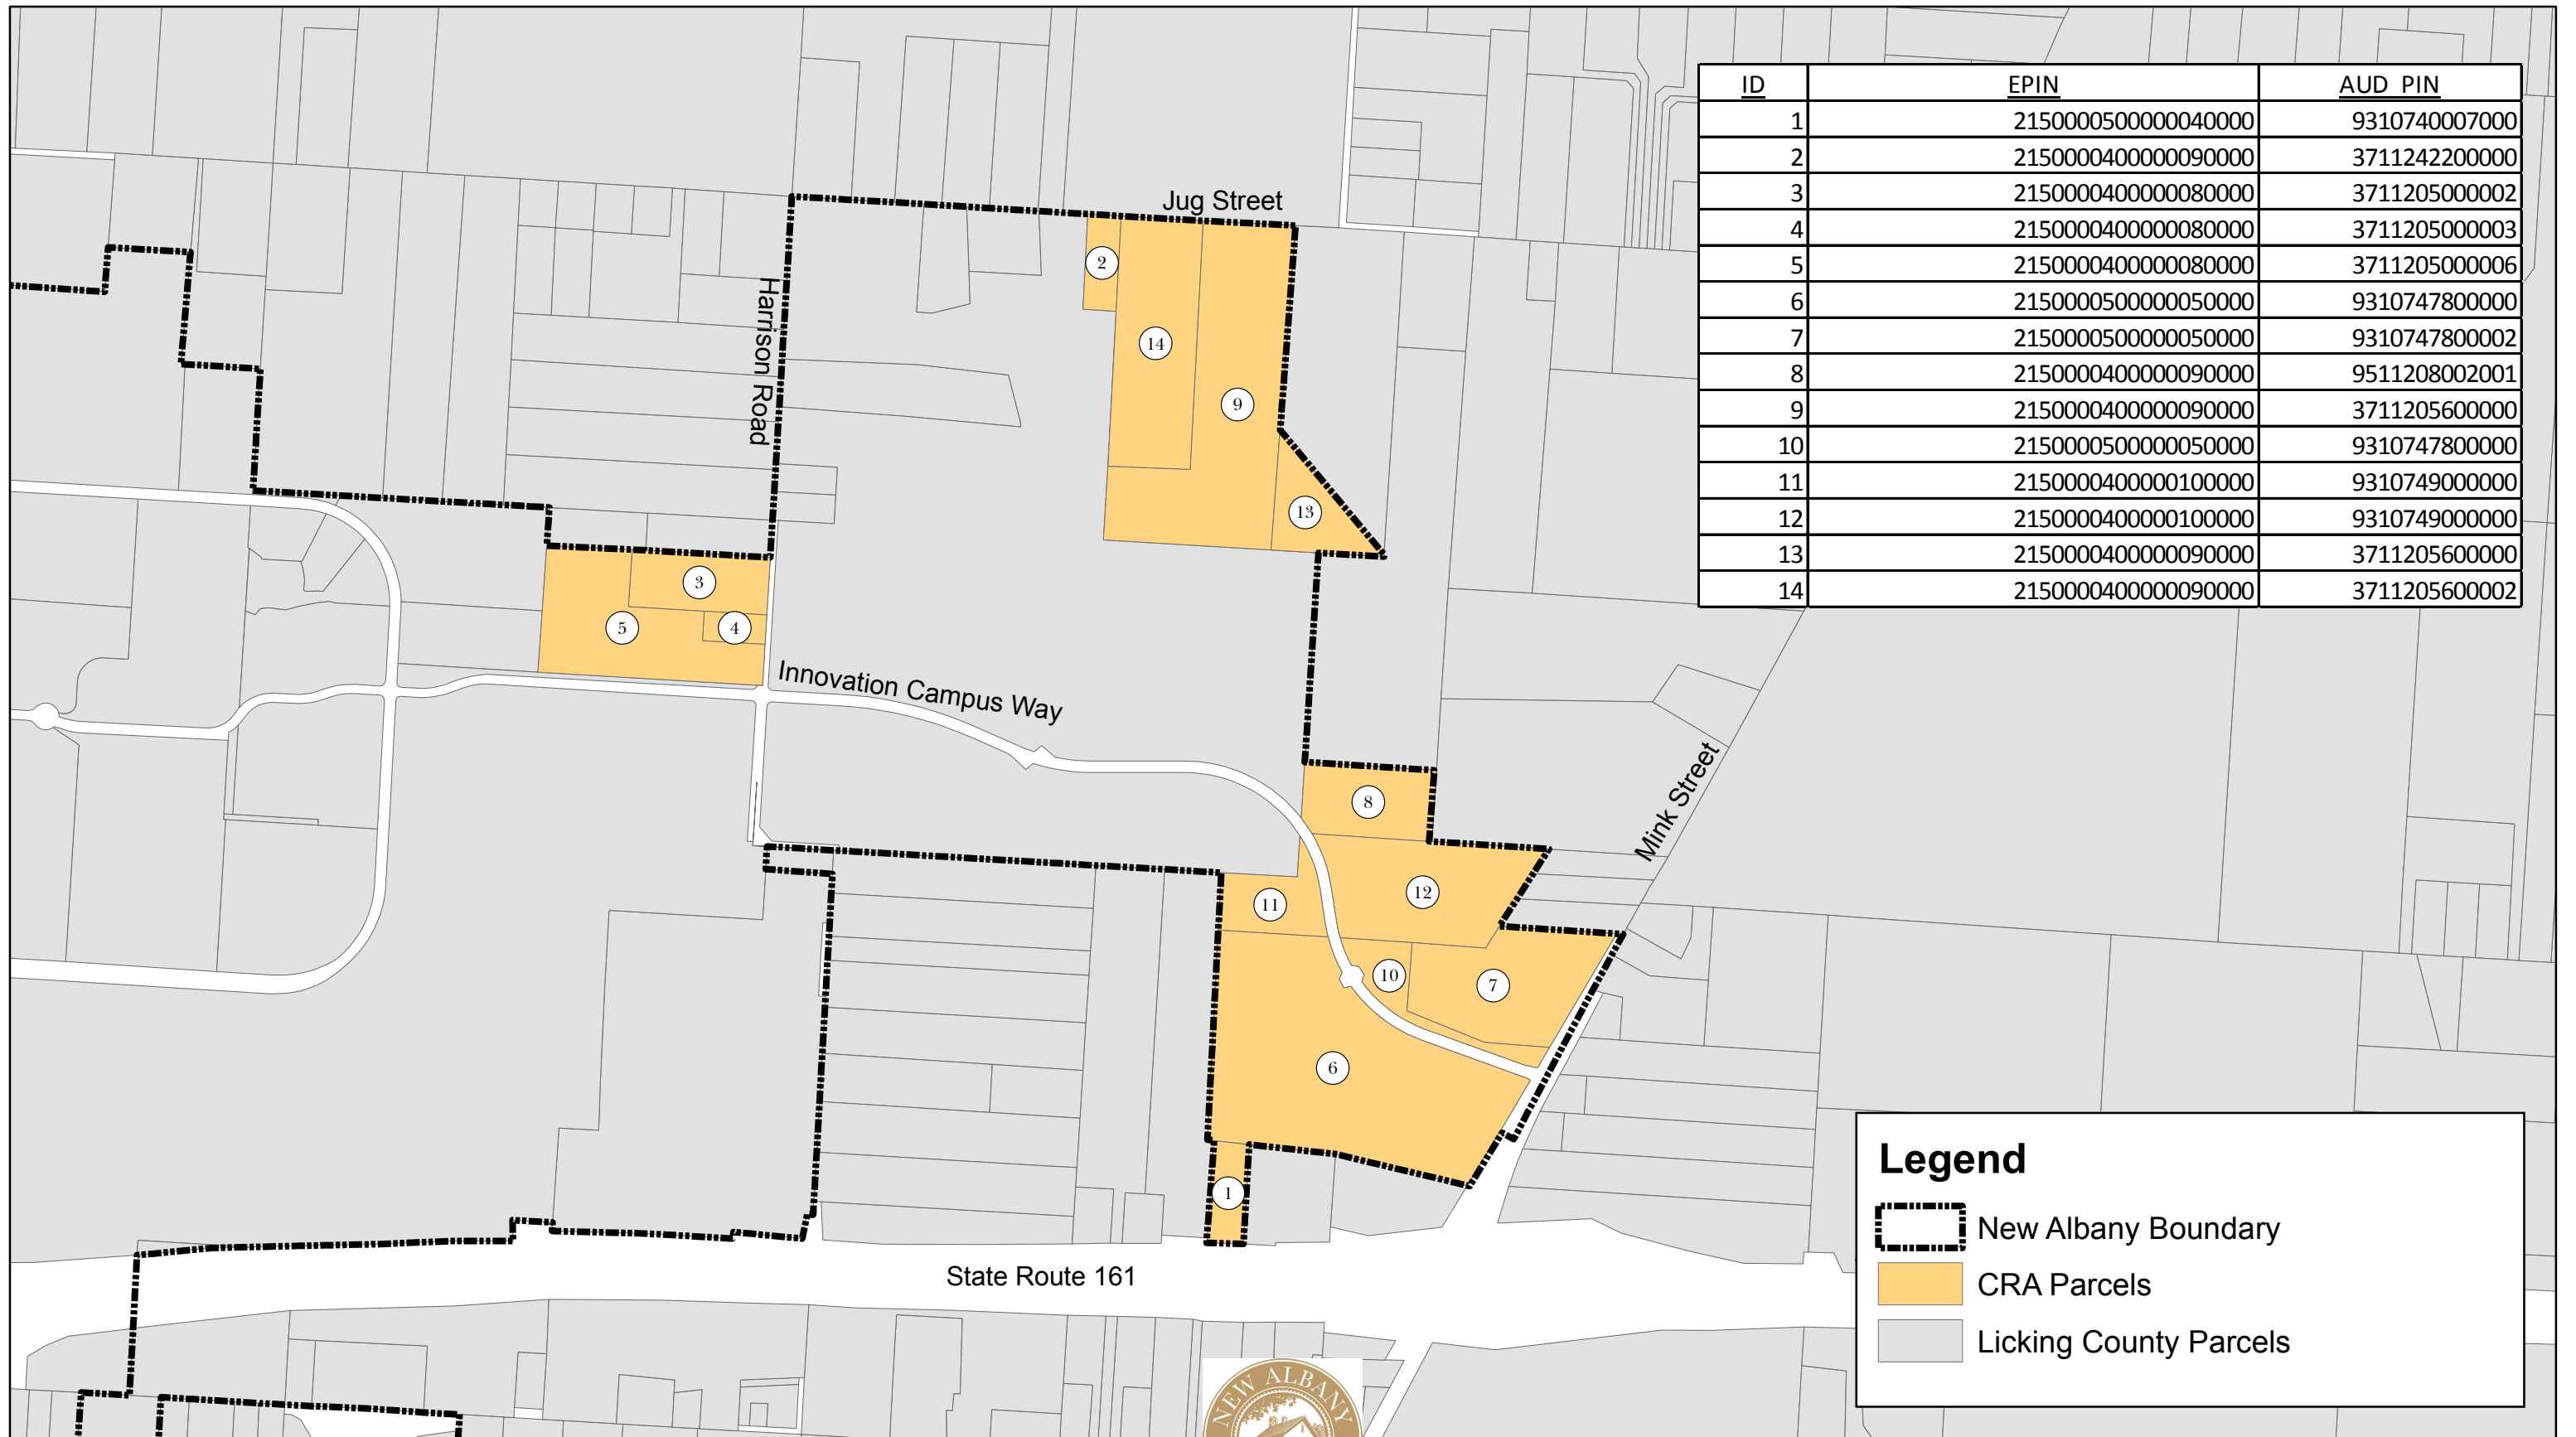 ID EPIN AUD_PIN
1 2150000500000040000 9310740007000
2 2150000400000090000 3711242200000
3 2150000400000080000 3711205000002
4 2150000400000080000 3711205000003
5 2150000400000080000 3711205000006
6 2150000500000050000 9310747800000
7 2150000500000050000 9310747800002
8 2150000400000090000 9511208002001
9 2150000400000090000 3711205600000
10 2150000500000050000 9310747800000
11 2150000400000100000 9310749000000
12 2150000400000100000 9310749000000
13 2150000400000090000 3711205600000
14 2150000400000090000 3711205600002
Jug Street
2
14
Harrison Road
9
13
3
5
4
Innovation Campus Way
Mink Street
8
12
11
10
7
6
1
State Route 161
Legend
New Albany Boundary
CRA Parcels
Licking County Parcels
NEW ALBANY